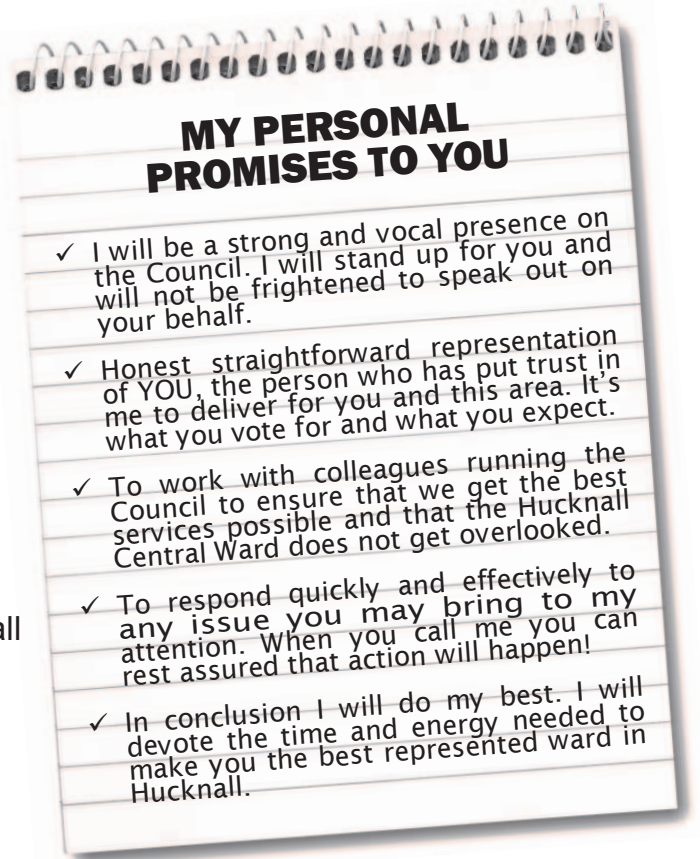 MY PERSONAL
PROMISES TO YOU
✓ I will be a strong and vocal presence on
the Council. I will stand up for you and
will not be frightened to speak out on
your behalf.
✓ Honest straightforward representation
of YOU, the person who has put trust in
me to deliver for you and this area. It's
what you vote for and what you expect.
✓ To work with colleagues running the
Council to ensure that we get the best
services possible and that the Hucknall
Central Ward does not get overlooked.
✓ To respond quickly and effectively to
any issue you may bring to my
attention. When you call me you can
rest assured that action will happen!
✓ In conclusion I will do my best. I will
devote the time and energy needed to
make you the best represented ward in
Hucknall.